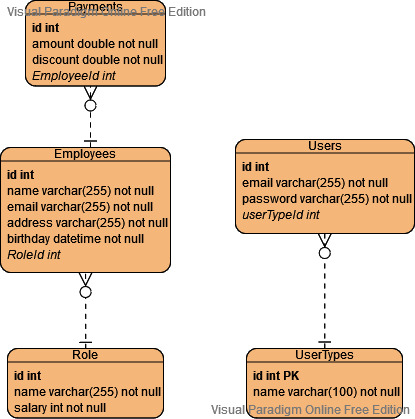 Payments
Visual Paradigm Online Free Edition
id int
amount double not null
discount double not null
EmployeeId int
Employees
id int
name varchar(255) not null
email varchar(255) not null
address varchar(255) not null
birthday datetime not null
RoleId int
Users
id int
email varchar(255) not null
password varchar(255) not null
userTypeId int
Role
id int
name varchar(255) not null
salary int not null
UserTypes
id int PK
name varchar(100) not null
Visual Paradigm Online Free Edition